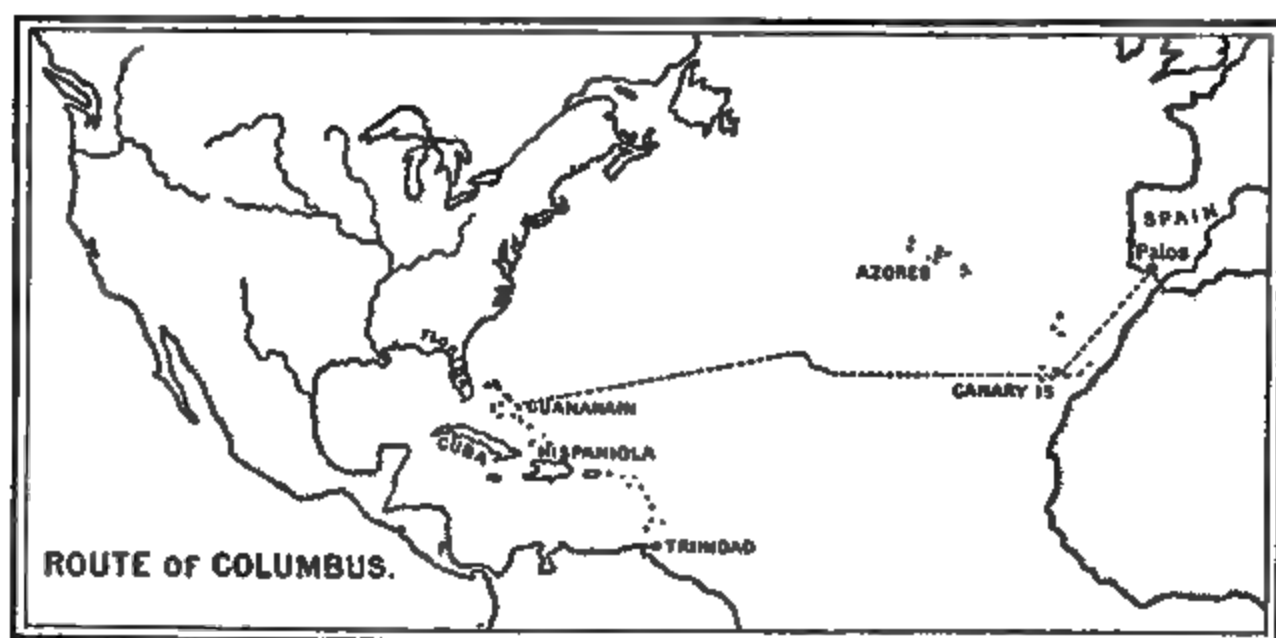 SPAIN
Palos
AZORES
FLORIDA
CANARY IS
GUANAHANI
CUBA
HISPANIOLA
TRINIDAD
ROUTE of COLUMBUS.